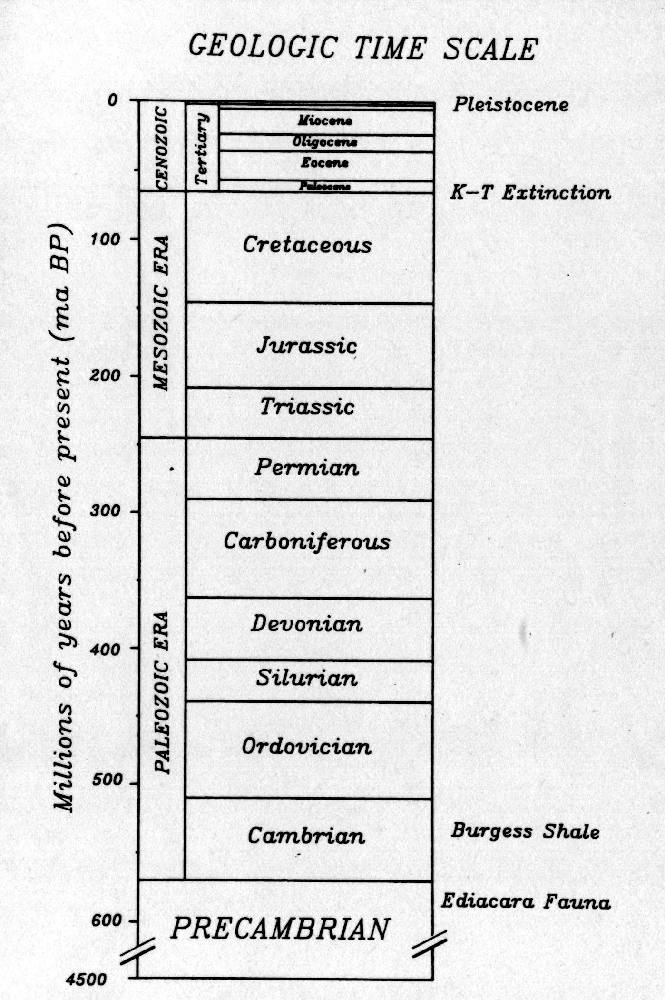 GEOLOGIC TIME SCALE
0
Pleistocene
CENOZOIC
Tertiary
Miocene
Oligocene
Eocene
Paleocene
K-T Extinction
Millions of years before present (ma BP)
100
MESOZOIC ERA
Cretaceous
Jurassic
200
Triassic
Permian
300
Carboniferous
PALEOZOIC ERA
Devonian
400
Silurian
Ordovician
500
Cambrian
Burgess Shale
Ediacara Fauna
600
PRECAMBRIAN
4500